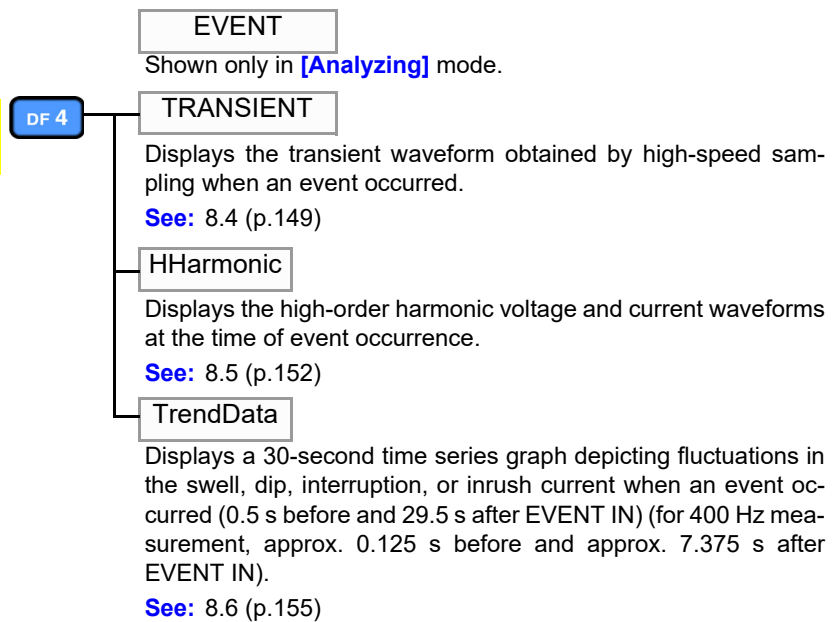 EVENT
Shown only in [Analyzing] mode.
DF 4
TRANSIENT
Displays the transient waveform obtained by high-speed sam-
pling when an event occurred.
See: 8.4 (p.149)
HHarmonic
Displays the high-order harmonic voltage and current waveforms
at the time of event occurrence.
See: 8.5 (p.152)
TrendData
Displays a 30-second time series graph depicting fluctuations in
the swell, dip, interruption, or inrush current when an event oc-
curred (0.5 s before and 29.5 s after EVENT IN) (for 400 Hz mea-
surement, approx. 0.125 s before and approx. 7.375 s after
EVENT IN).
See: 8.6 (p.155)